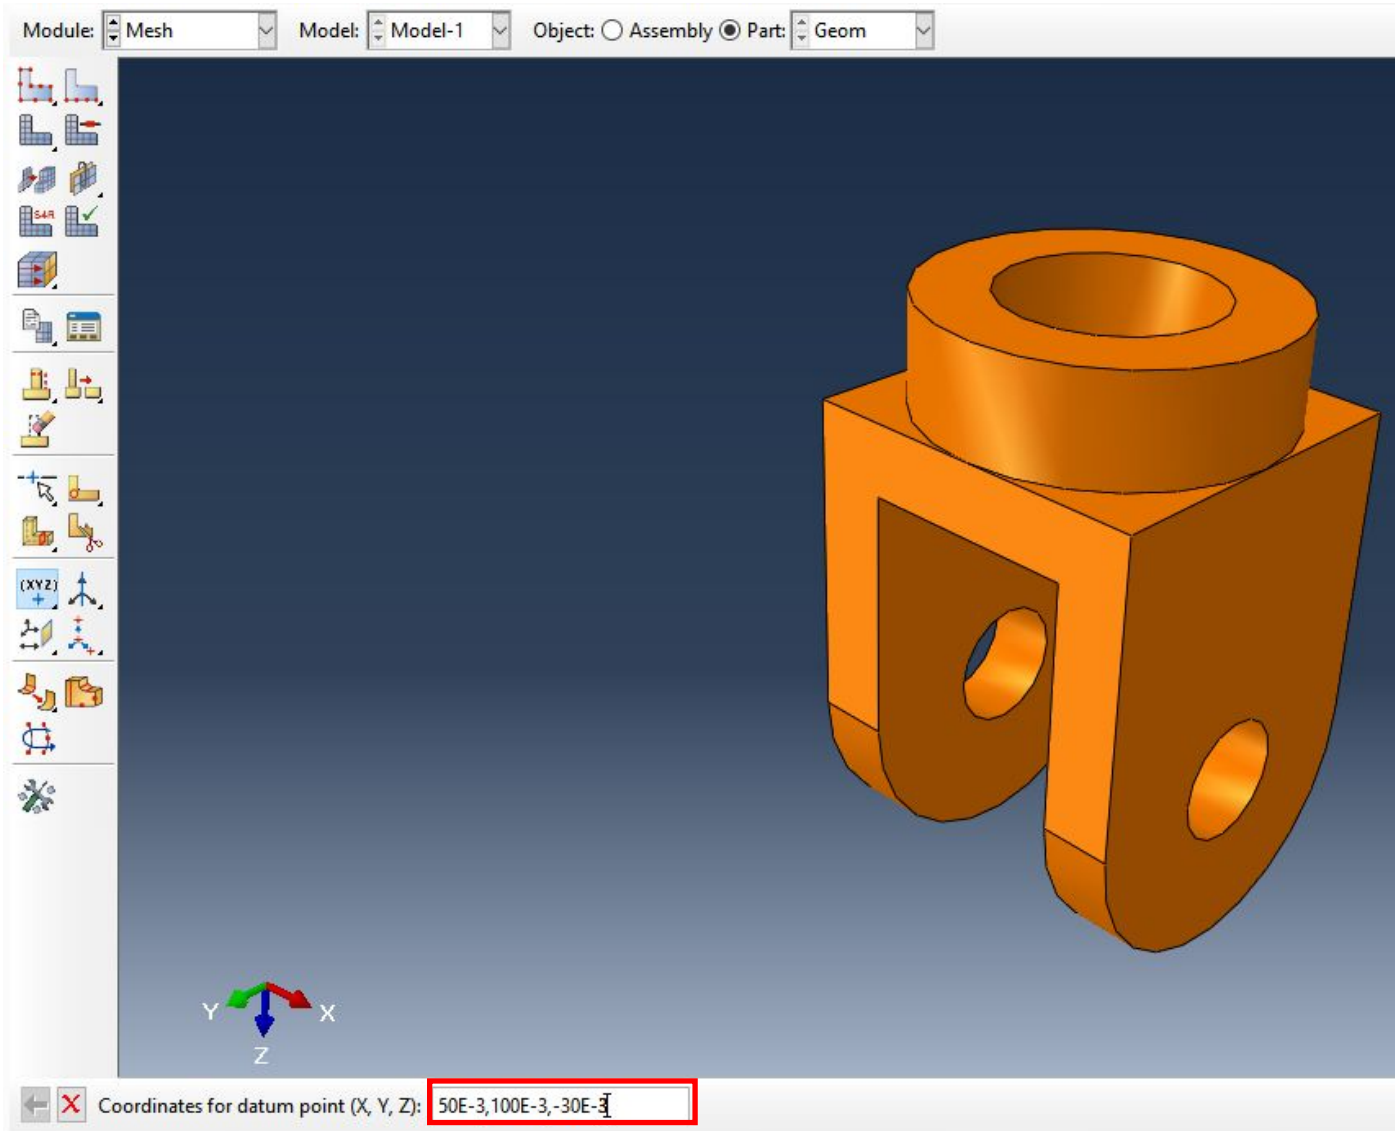 Module: Mesh Model: Model-1 Object: Assembly Part: Geom
S4R
(XYZ)
Y X
Z
Coordinates for datum point (X, Y, Z): 50E-3,100E-3,-30E-3